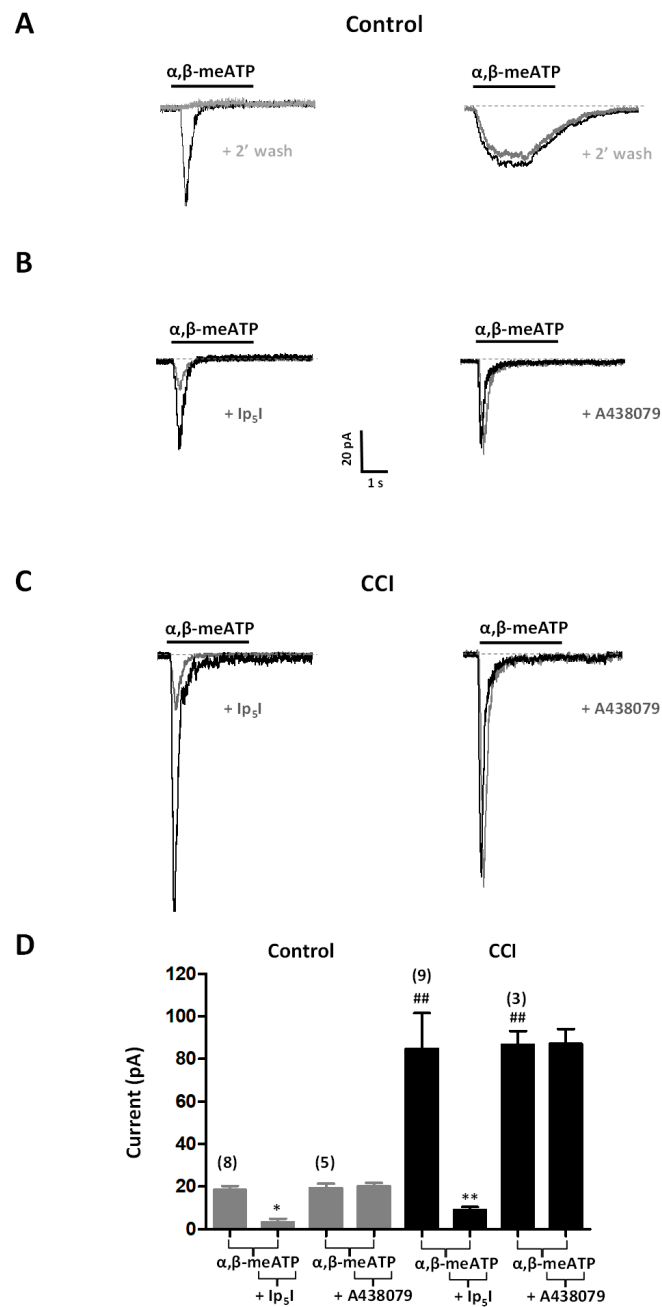 A
Control
α,β-meATP
α,β-meATP
+ 2’ wash
+ 2’ wash
B
α,β-meATP
α,β-meATP
+ Ip₅I
+ A438079
20 pA
1 s
C
CCI
α,β-meATP
α,β-meATP
+ Ip₅I
+ A438079
D
Control
CCI
Current (pA)
120
100
80
60
40
20
0
(8)
*
(5)
(9)
##
**
(3)
##
α,β-meATP
α,β-meATP
α,β-meATP
α,β-meATP
+ Ip₅I
+ A438079
+ Ip₅I
+ A438079